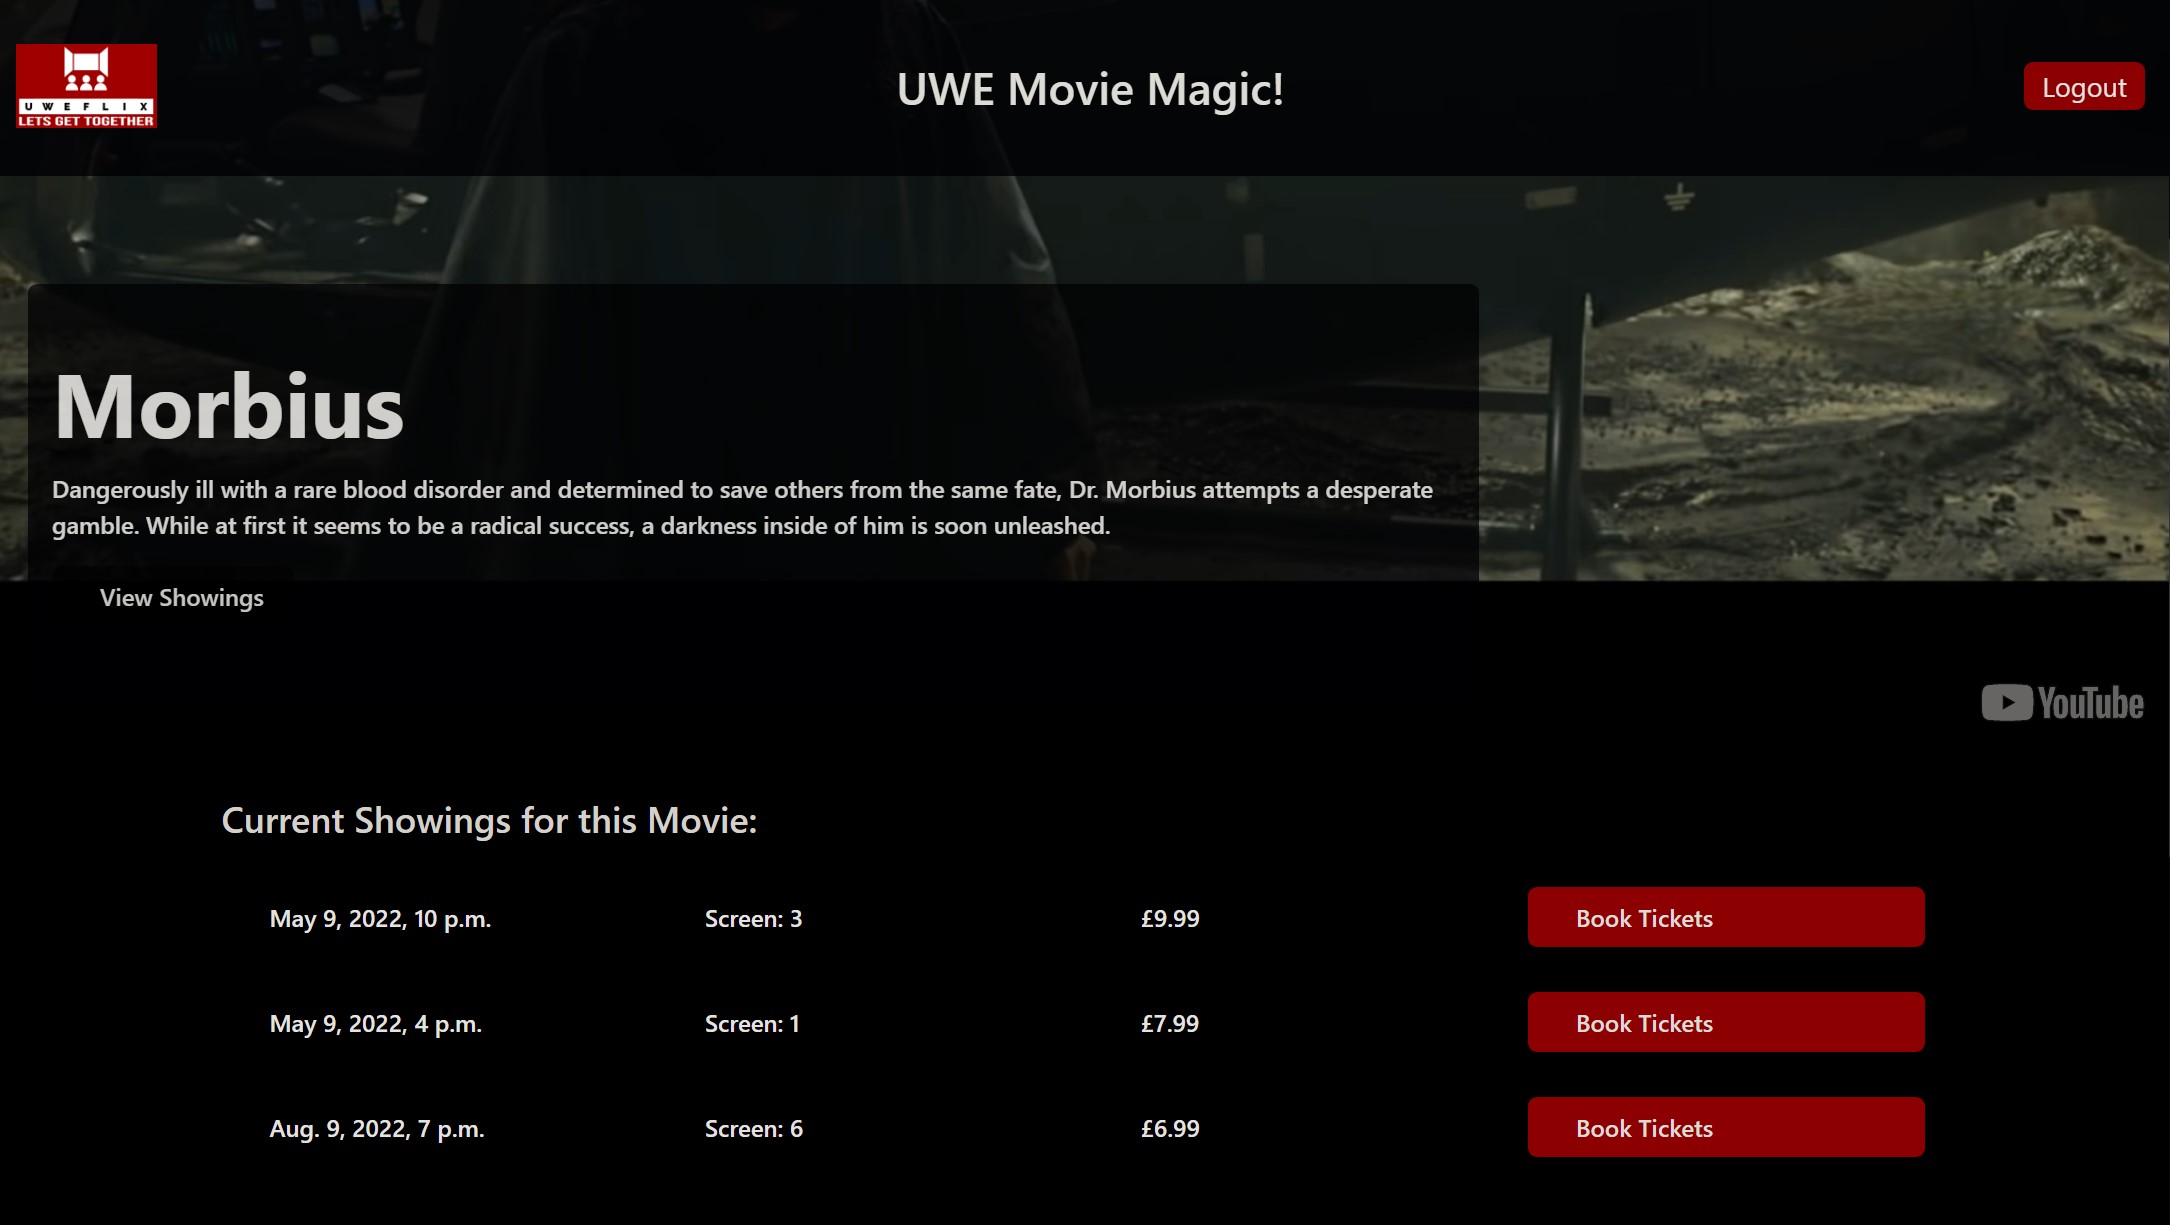 UWEFLIX
LETS GET TOGETHER
UWE Movie Magic!
Logout
Morbius
Dangerously ill with a rare blood disorder and determined to save others from the same fate, Dr. Morbius attempts a desperate
gamble. While at first it seems to be a radical success, a darkness inside of him is soon unleashed.
View Showings
YouTube
Current Showings for this Movie:
May 9, 2022, 10 p.m. Screen: 3 £9.99 Book Tickets
May 9, 2022, 4 p.m. Screen: 1 £7.99 Book Tickets
Aug. 9, 2022, 7 p.m. Screen: 6 £6.99 Book Tickets